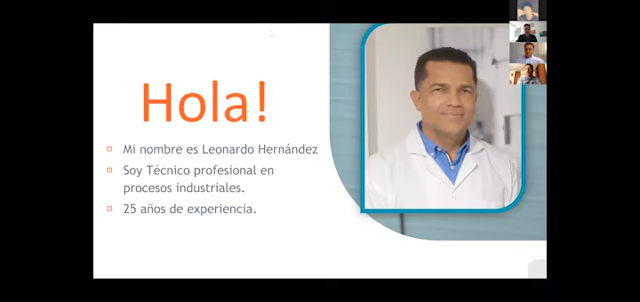 Hola!
Mi nombre es Leonardo Hernández
Soy Técnico profesional en
procesos industriales.
25 años de experiencia.